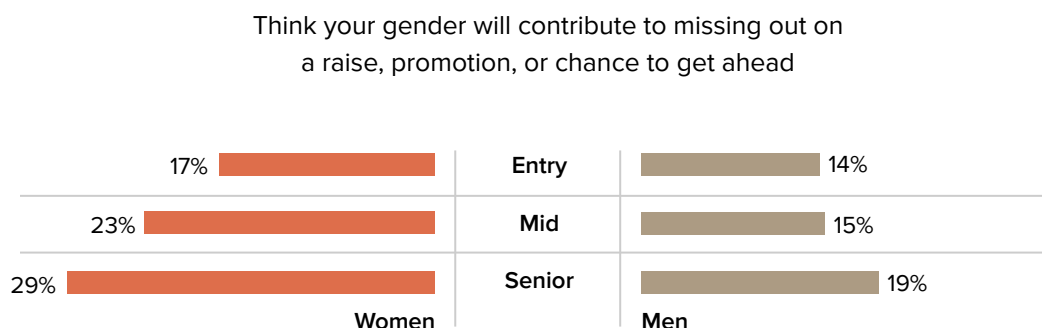 Think your gender will contribute to missing out on
a raise, promotion, or chance to get ahead
17% Entry 14%
23% Mid 15%
29% Senior 19%
Women Men